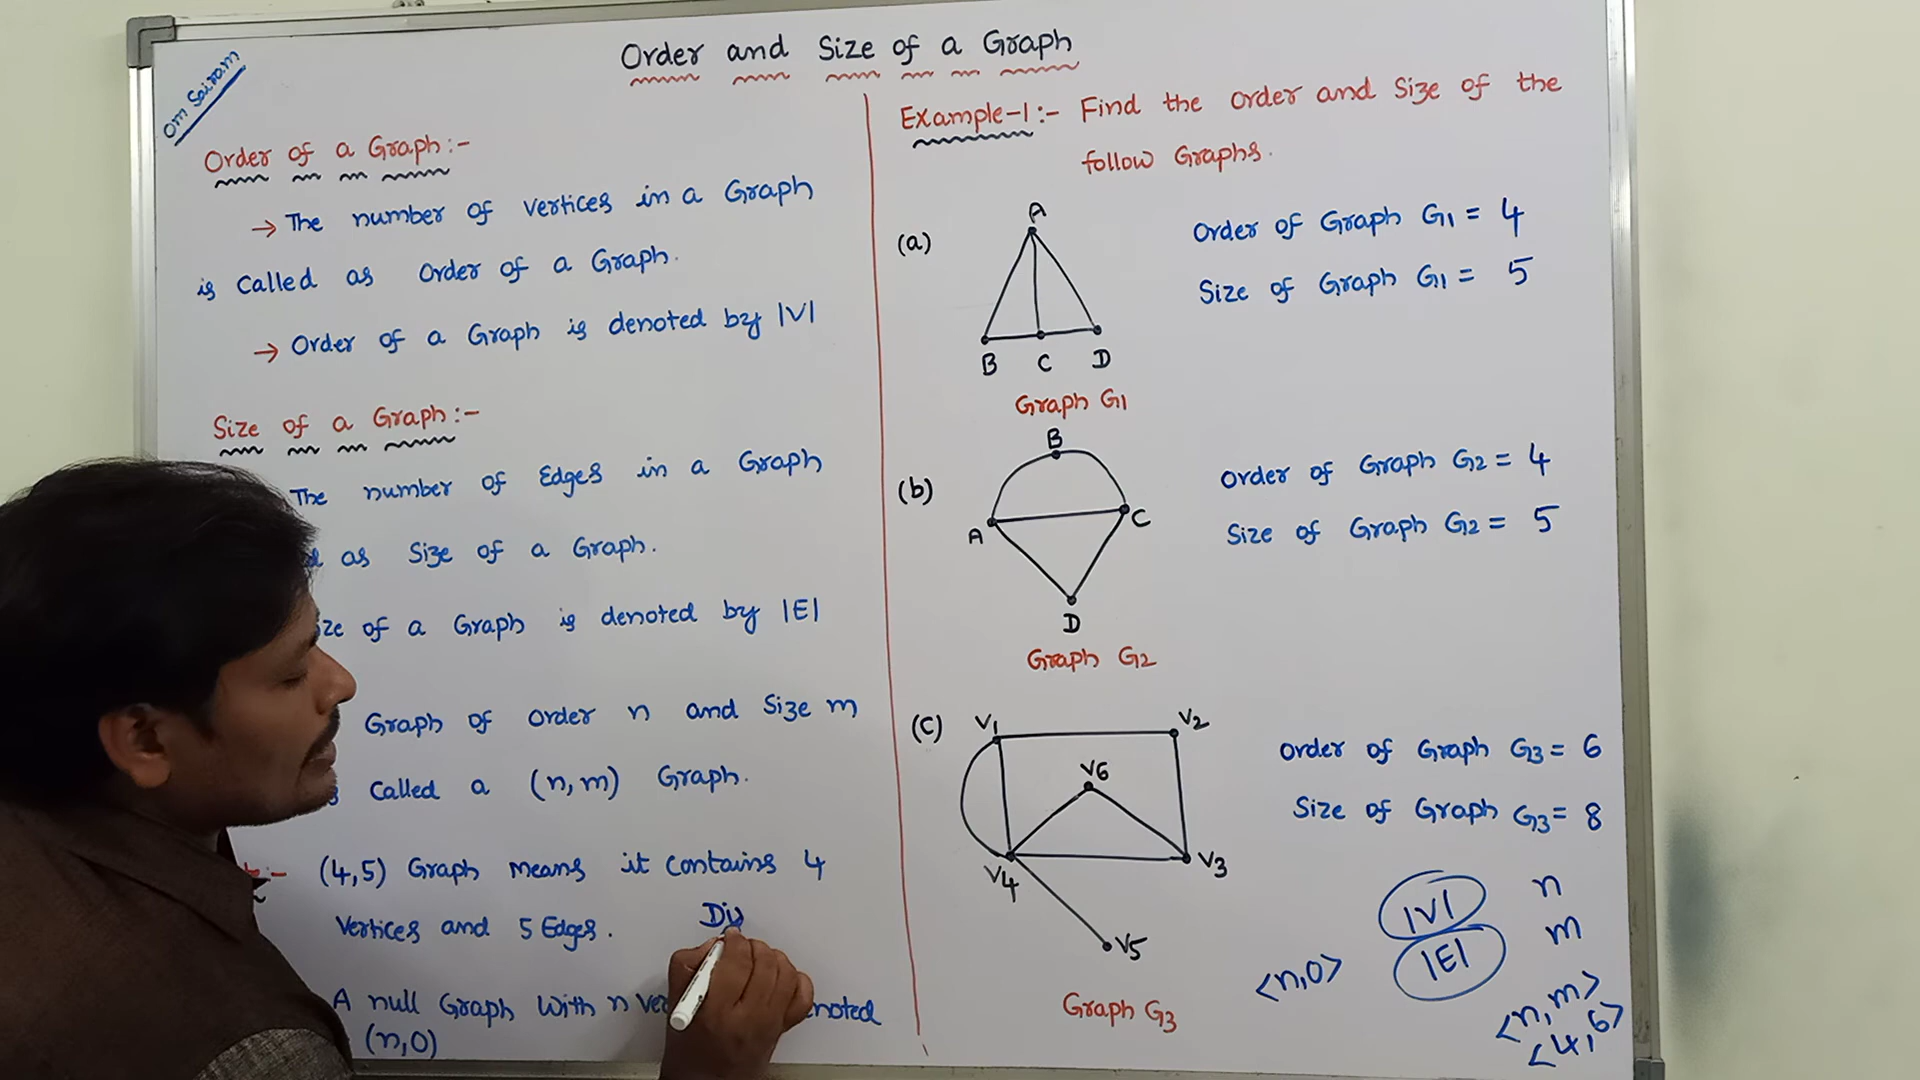 Order and Size of a Graph
Om Sairam
Order of a Graph :-
→ The number of vertices in a Graph
is Called as Order of a Graph.
→ Order of a Graph is denoted by |V|
Size of a Graph :-
The number of Edges in a Graph
as Size of a Graph.
of a Graph is denoted by |E|
Graph of order n and Size m
Called a (n,m) Graph.
(4,5) Graph means it Contains 4
Vertices and 5 Edges.
A null Graph With n
(n,0)
Example-1 :- Find the order and Size of the
follow Graphs.
(a)
A
B C D
Graph G1
Order of Graph G1 = 4
Size of Graph G1 = 5
(b)
B
A
C
D
Graph G2
Order of Graph G2 = 4
Size of Graph G2 = 5
(C)
V1
V2
V6
V4
V3
V5
Graph G3
Order of Graph G3 = 6
Size of Graph G3 = 8
|V| n
|E| m
<n,0>
<n,m>
<4,6>